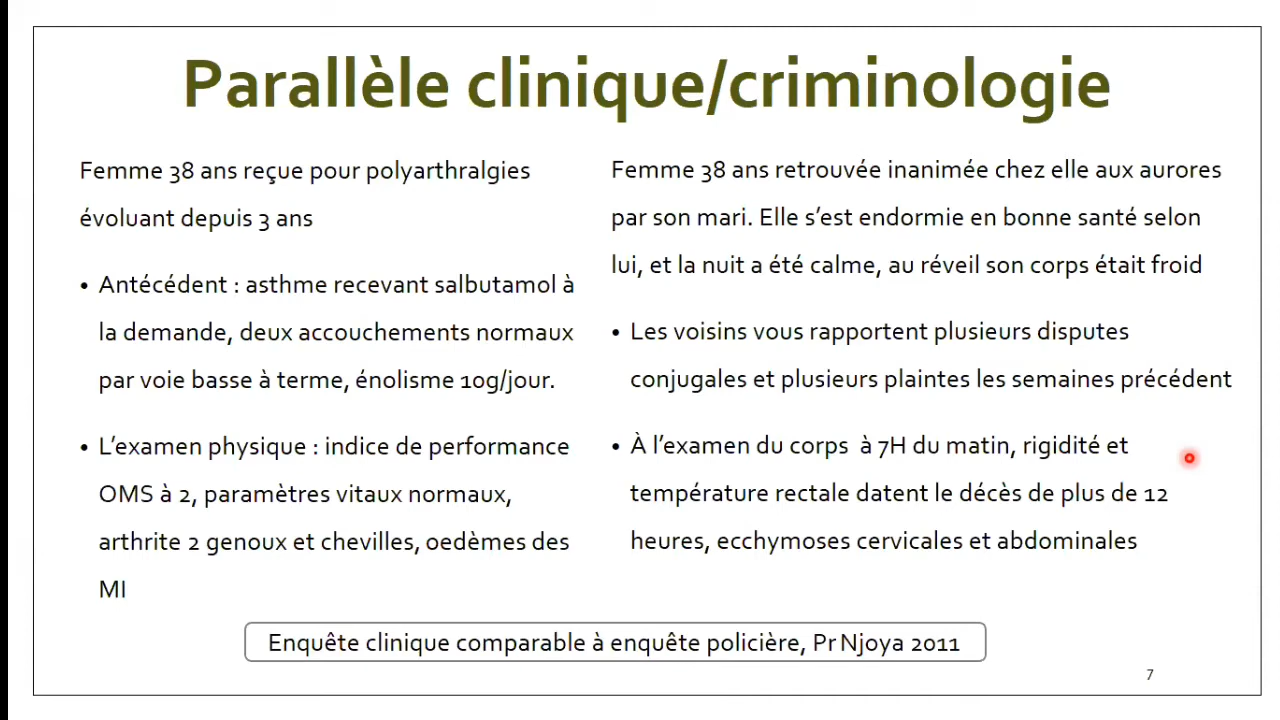 Parallèle clinique/criminologie
Femme 38 ans reçue pour polyarthralgies
évoluant depuis 3 ans
• Antécédent : asthme recevant salbutamol à
la demande, deux accouchements normaux
par voie basse à terme, énolisme 10g/jour.
• L'examen physique : indice de performance
OMS à 2, paramètres vitaux normaux,
arthrite 2 genoux et chevilles, oedèmes des
MI
Femme 38 ans retrouvée inanimée chez elle aux aurores
par son mari. Elle s'est endormie en bonne santé selon
lui, et la nuit a été calme, au réveil son corps était froid
• Les voisins vous rapportent plusieurs disputes
conjugales et plusieurs plaintes les semaines précédent
• À l'examen du corps à 7H du matin, rigidité et
température rectale datent le décès de plus de 12
heures, ecchymoses cervicales et abdominales
Enquête clinique comparable à enquête policière, Pr Njoya 2011
7